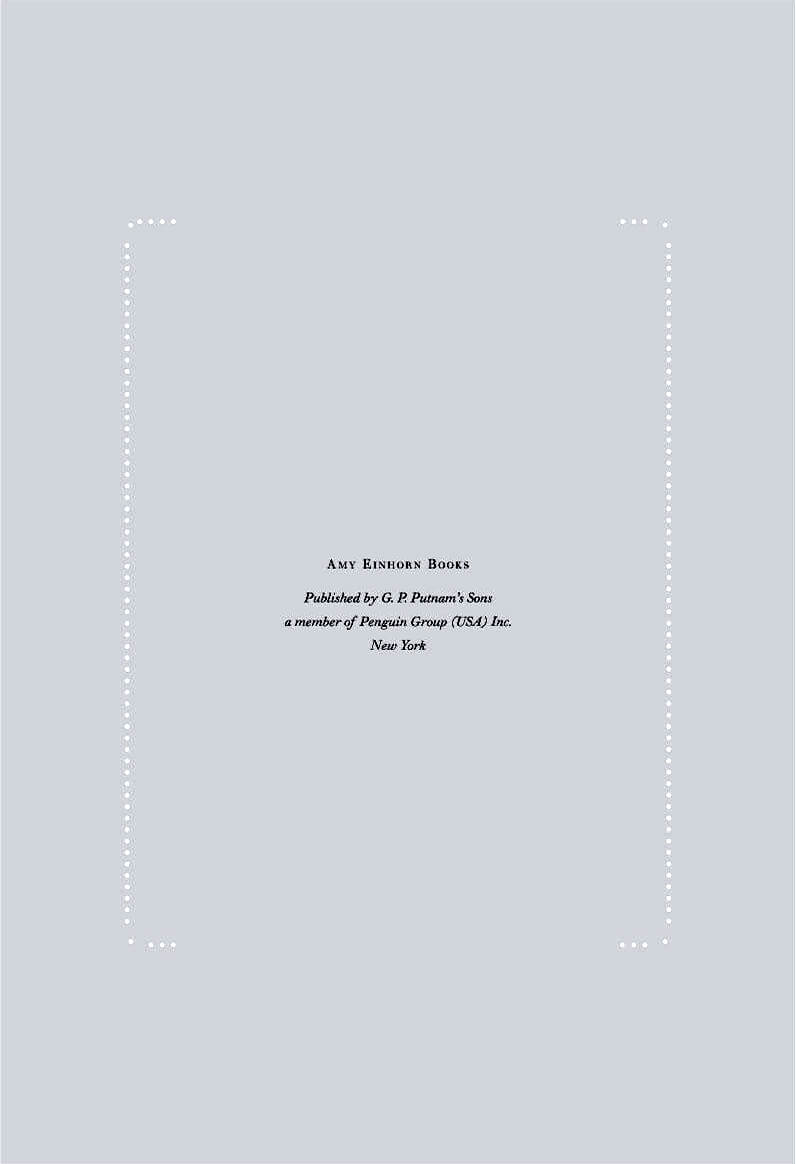 Amy Einhorn Books
Published by G. P. Putnam's Sons
a member of Penguin Group (USA) Inc.
New York